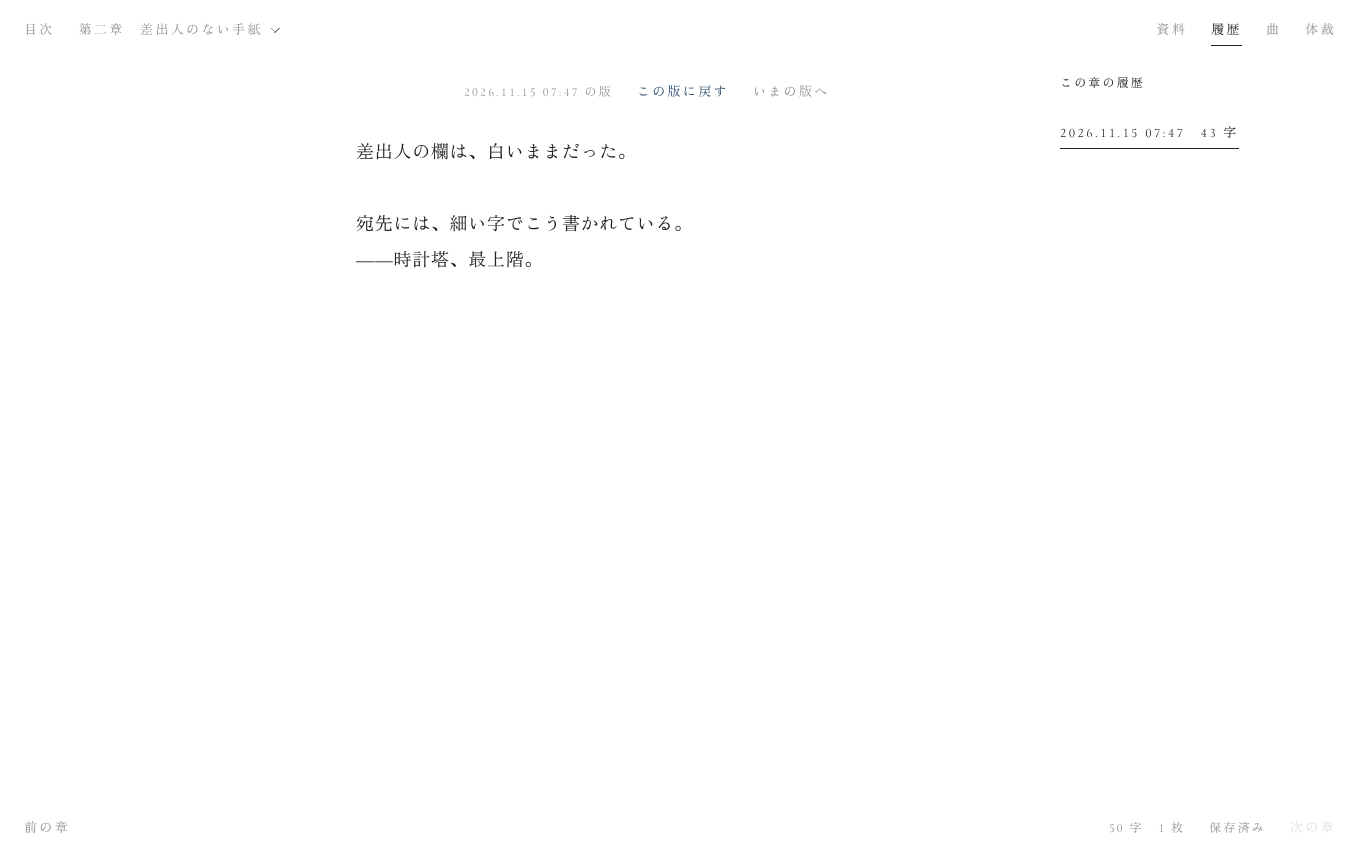 目次 第二章 差出人のない手紙
資料 履歴 曲 体裁
2026.11.15 07:47 の版 この版に戻す いまの版へ
差出人の欄は、白いままだった。
宛先には、細い字でこう書かれている。
——時計塔、最上階。
この章の履歴
2026.11.15 07:47 43 字
前の章
50 字 1 枚 保存済み 次の章